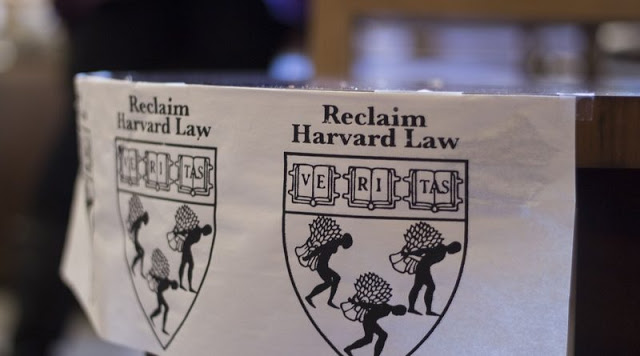 Reclaim
Harvard Law
VE RI TAS
Reclaim
Harvard Law
VE RI TAS